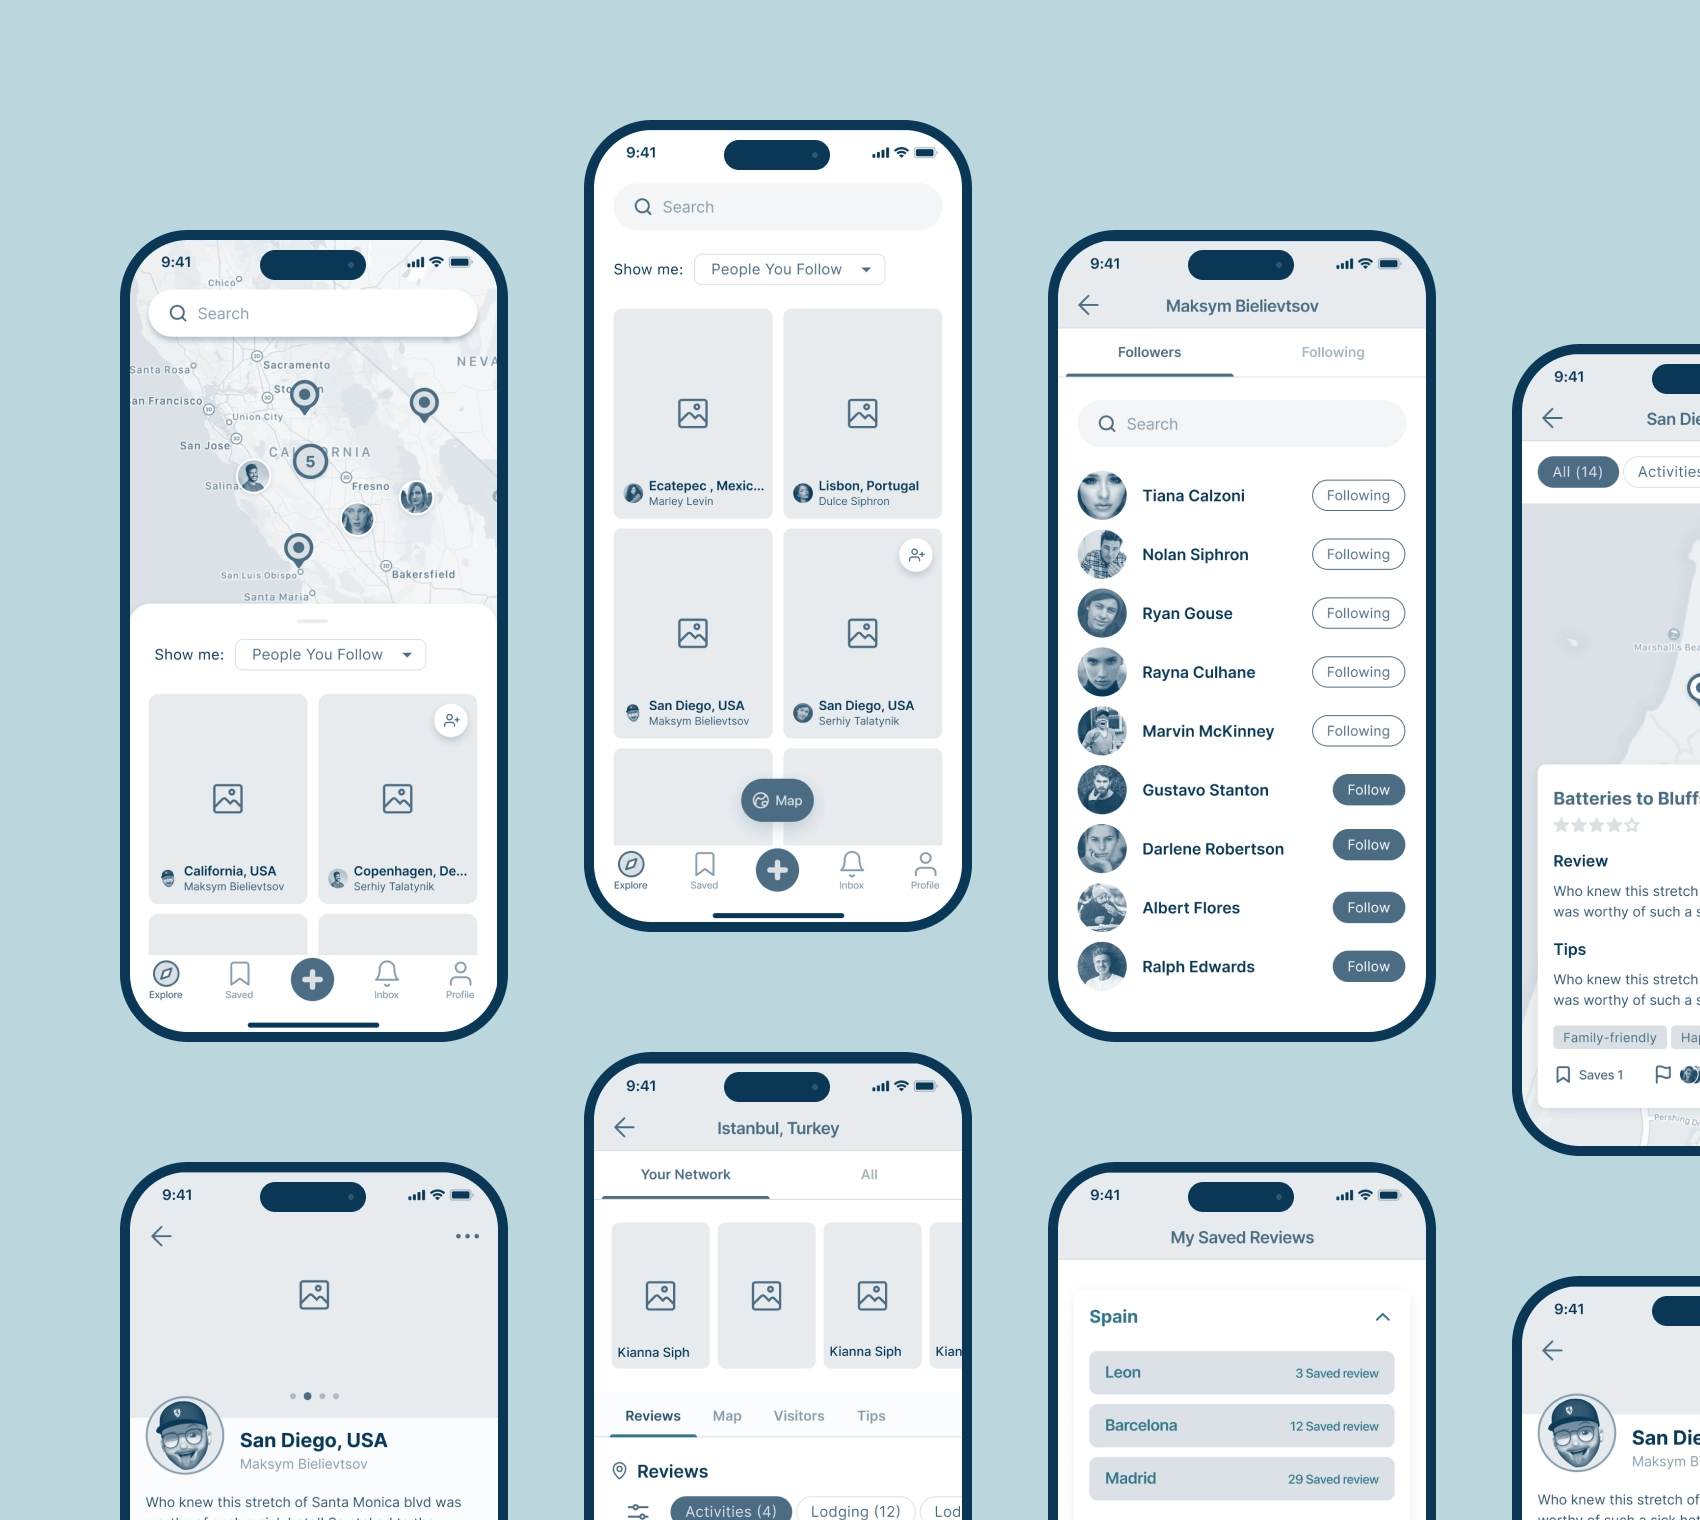 9:41
Chico
Search
Sacramento
NEVA
Santa Rosa
San Francisco
Union City
San Jose
5
Fresno
San Luis Obispo
Bakersfield
Santa Maria
Show me:
People You Follow
California, USA
Maksym Bielievtsov
Copenhagen, De...
Serhiy Talatynik
Explore
Saved
Inbox
Profile
9:41
Search
Show me:
People You Follow
Ecatepec , Mexic...
Marley Levin
Lisbon, Portugal
Dulce Siphron
San Diego, USA
Maksym Bielievtsov
San Diego, USA
Serhiy Talatynik
Map
Explore
Saved
Inbox
Profile
9:41
Maksym Bielievtsov
Followers
Following
Search
Tiana Calzoni
Following
Nolan Siphron
Following
Ryan Gouse
Following
Rayna Culhane
Following
Marvin McKinney
Following
Gustavo Stanton
Follow
Darlene Robertson
Follow
Albert Flores
Follow
Ralph Edwards
Follow
9:41
San Die
All (14)
Activities
Marshall's Bea
Batteries to Bluffs
Review
Who knew this stretch
was worthy of such a s
Tips
Who knew this stretch
was worthy of such a s
Family-friendly
Hap
Saves 1
Pershing Dr
9:41
San Diego, USA
Maksym Bielievtsov
Who knew this stretch of Santa Monica blvd was
9:41
Istanbul, Turkey
Your Network
All
Kianna Siph
Kianna Siph
Kian
Reviews
Map
Visitors
Tips
Reviews
Activities (4)
Lodging (12)
Lod
9:41
My Saved Reviews
Spain
Leon
3 Saved review
Barcelona
12 Saved review
Madrid
29 Saved review
9:41
San Die
Maksym B
Who knew this stretch of